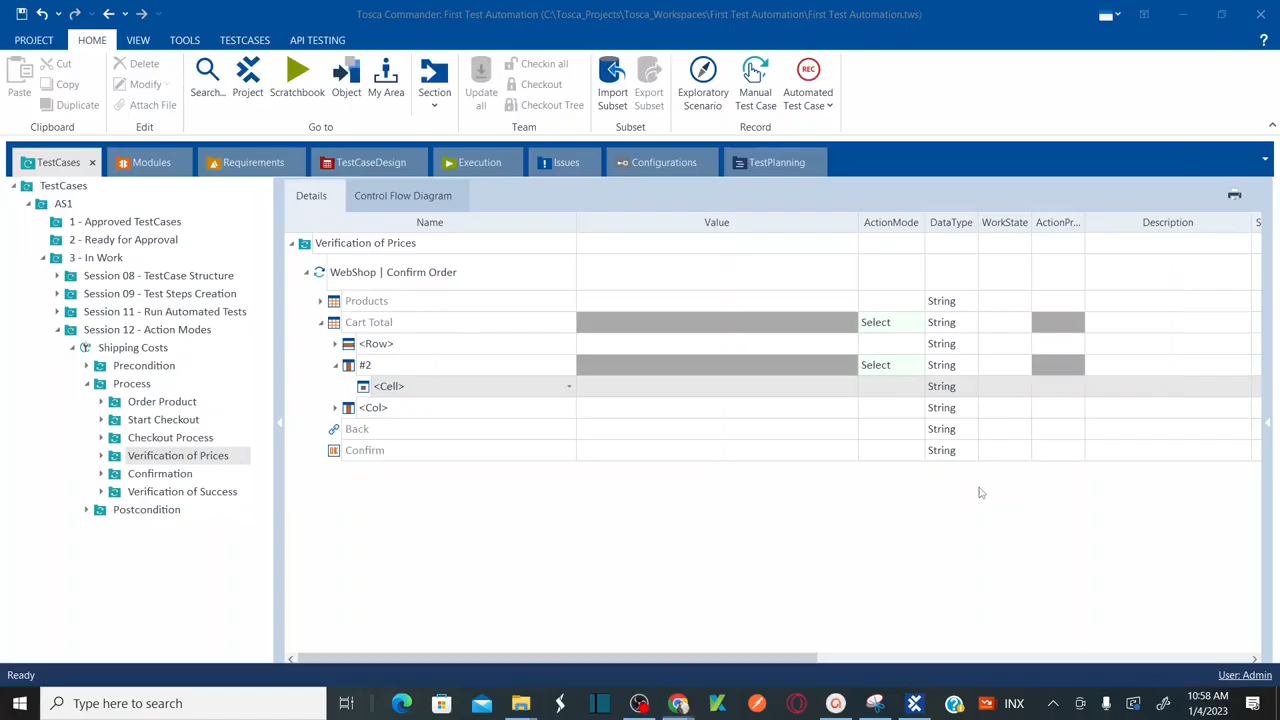 Tosca Commander: First Test Automation (C:\Tosca_Projects\Tosca_Workspaces\First Test Automation\First Test Automation.tws)
PROJECT HOME VIEW TOOLS TESTCASES API TESTING ?
Paste Cut Copy Duplicate
Clipboard
Delete Modify Attach File
Edit
Search... Project Scratchbook Object My Area Section
Go to
Update all Checkin all Checkout Checkout Tree
Team
Import Subset Export Subset
Subset
Exploratory Scenario Manual Test Case REC Automated Test Case
Record
TestCases Modules Requirements TestCaseDesign Execution Issues Configurations TestPlanning
TestCases
AS1
1 - Approved TestCases
2 - Ready for Approval
3 - In Work
Session 08 - TestCase Structure
Session 09 - Test Steps Creation
Session 11 - Run Automated Tests
Session 12 - Action Modes
Shipping Costs
Precondition
Process
Order Product
Start Checkout
Checkout Process
Verification of Prices
Confirmation
Verification of Success
Postcondition
Details Control Flow Diagram
Name Value ActionMode DataType WorkState ActionPr... Description S
Verification of Prices
WebShop | Confirm Order
Products String
Cart Total Select String
<Row> String
#2 Select String
<Cell> String
<Col> String
Back String
Confirm String
Ready User: Admin
Type here to search INX 10:58 AM
1/4/2023